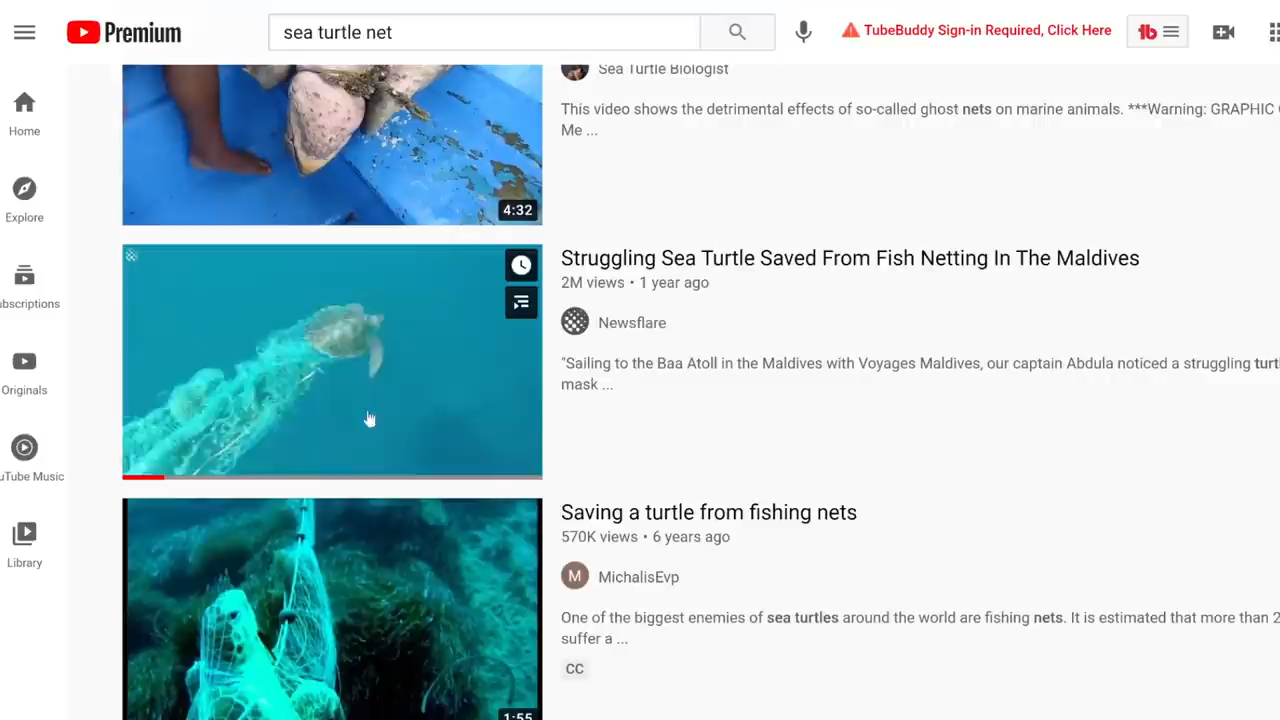 Premium
sea turtle net
TubeBuddy Sign-in Required, Click Here
tb
Home
Explore
ubscriptions
Originals
uTube Music
Library
Sea Turtle Biologist
This video shows the detrimental effects of so-called ghost nets on marine animals. ***Warning: GRAPHIC
Me ...
4:32
Struggling Sea Turtle Saved From Fish Netting In The Maldives
2M views • 1 year ago
Newsflare
"Sailing to the Baa Atoll in the Maldives with Voyages Maldives, our captain Abdula noticed a struggling turt
mask ...
Saving a turtle from fishing nets
570K views • 6 years ago
M
MichalisEvp
One of the biggest enemies of sea turtles around the world are fishing nets. It is estimated that more than 2
suffer a ...
CC
1:55